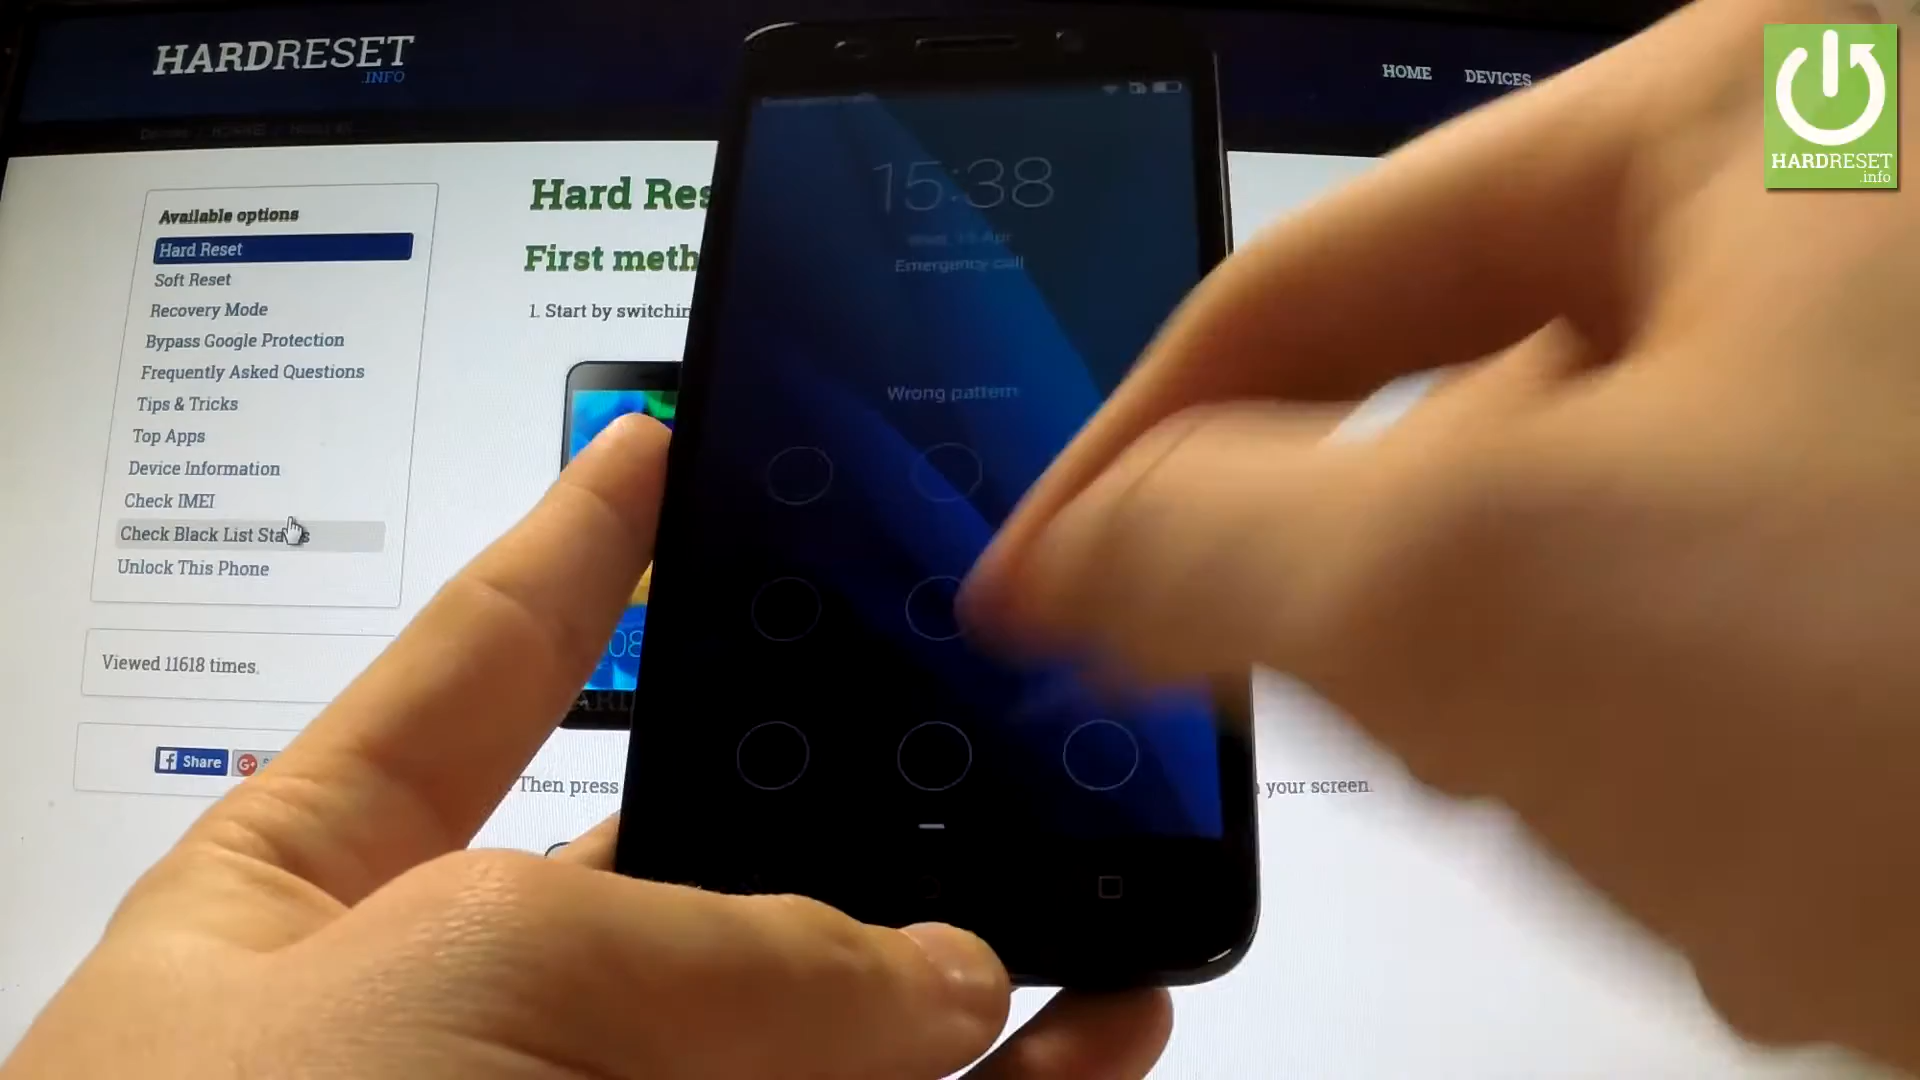 HARDRESET
.INFO
HOME DEVICES
HARDRESET
.info
Available options
Hard Reset
Soft Reset
Recovery Mode
Bypass Google Protection
Frequently Asked Questions
Tips & Tricks
Top Apps
Device Information
Check IMEI
Check Black List
Unlock This Phone
Viewed 11618 times.
Share
Hard Res
First meth
1. Start by switchin
08
Then press
your screen.
15:38
Emergency call
Wrong pattern